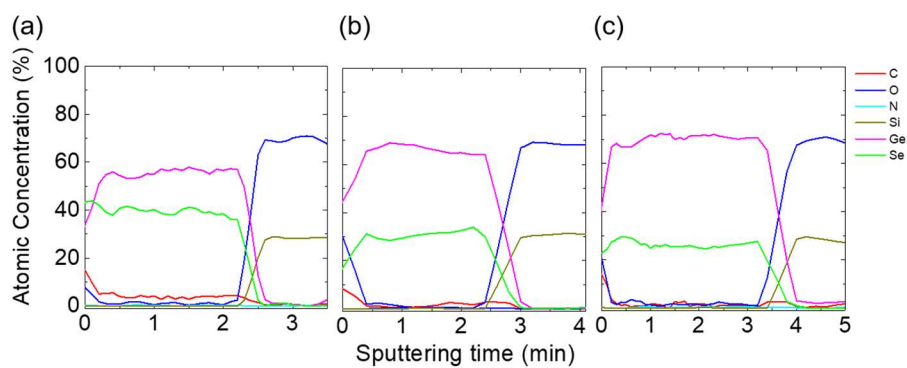 (a) (b) (c)
Atomic Concentration (%)
100
80
60
40
20
0
0 1 2 3
0 1 2 3 4
0 1 2 3 4 5
Sputtering time (min)
C
O
N
Si
Ge
Se